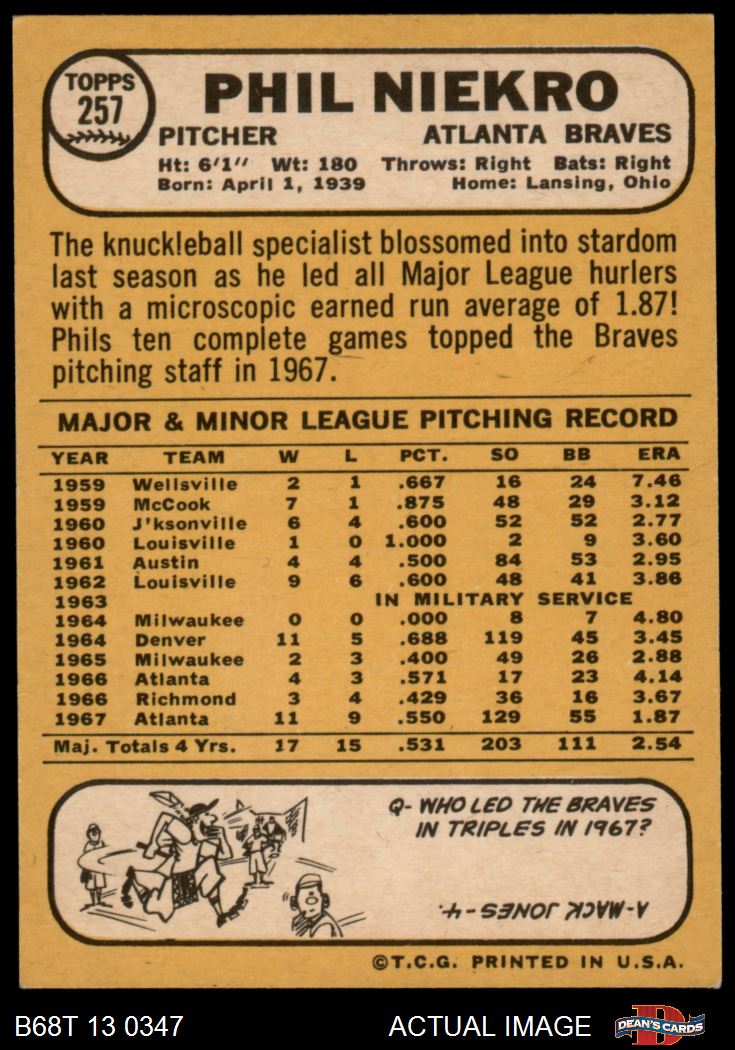 TOPPS
257
PHIL NIEKRO
PITCHER ATLANTA BRAVES
Ht: 6'1" Wt: 180 Throws: Right Bats: Right
Born: April 1, 1939 Home: Lansing, Ohio
The knuckleball specialist blossomed into stardom
last season as he led all Major League hurlers
with a microscopic earned run average of 1.87!
Phils ten complete games topped the Braves
pitching staff in 1967.
MAJOR & MINOR LEAGUE PITCHING RECORD
YEAR TEAM W L PCT. SO BB ERA
1959 Wellsville 2 1 .667 16 24 7.46
1959 McCook 7 1 .875 48 29 3.12
1960 J'ksonville 6 4 .600 52 52 2.77
1960 Louisville 1 0 1.000 2 9 3.60
1961 Austin 4 4 .500 84 53 2.95
1962 Louisville 9 6 .600 48 41 3.86
1963 IN MILITARY SERVICE
1964 Milwaukee 0 0 .000 8 7 4.80
1964 Denver 11 5 .688 119 45 3.45
1965 Milwaukee 2 3 .400 49 26 2.88
1966 Atlanta 4 3 .571 17 23 4.14
1966 Richmond 3 4 .429 36 16 3.67
1967 Atlanta 11 9 .550 129 55 1.87
Maj. Totals 4 Yrs. 17 15 .531 203 111 2.54
Q- WHO LED THE BRAVES
IN TRIPLES IN 1967?
A- MACK JONES - 4.
©T.C.G. PRINTED IN U.S.A.
B68T 13 0347 ACTUAL IMAGE DEAN'S CARDS